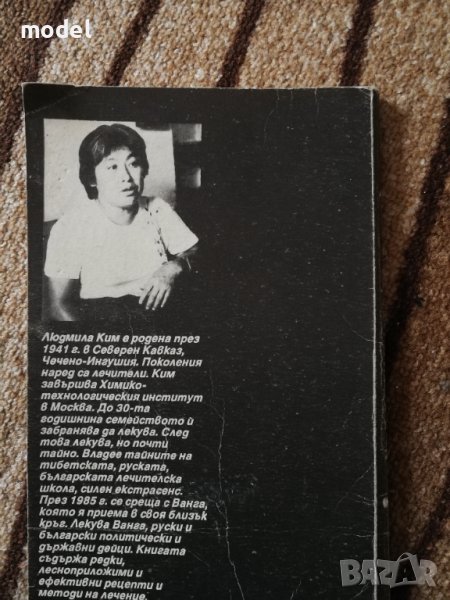 model
Людмила Ким е родена през
1941 г. в Северен Кавказ,
Чечено-Ингушия. Поколения
наред са лечители. Ким
завършва Химико-
технологическия институт
в Москва. До 30-та
годишнина семейството ѝ
забранява да лекува. След
това лекува, но почти
тайно. Владее тайните на
тибетската, руската,
българската лечителска
школа, силен екстрасенс.
През 1985 г. се среща с Ванга,
която я приема в своя близък
кръг. Лекува Ванга, руски и
български политически и
държавни дейци. Книгата
съдържа редки,
лесноприложими и
ефективни рецепти и
методи на лечение.
BAZAR.bg